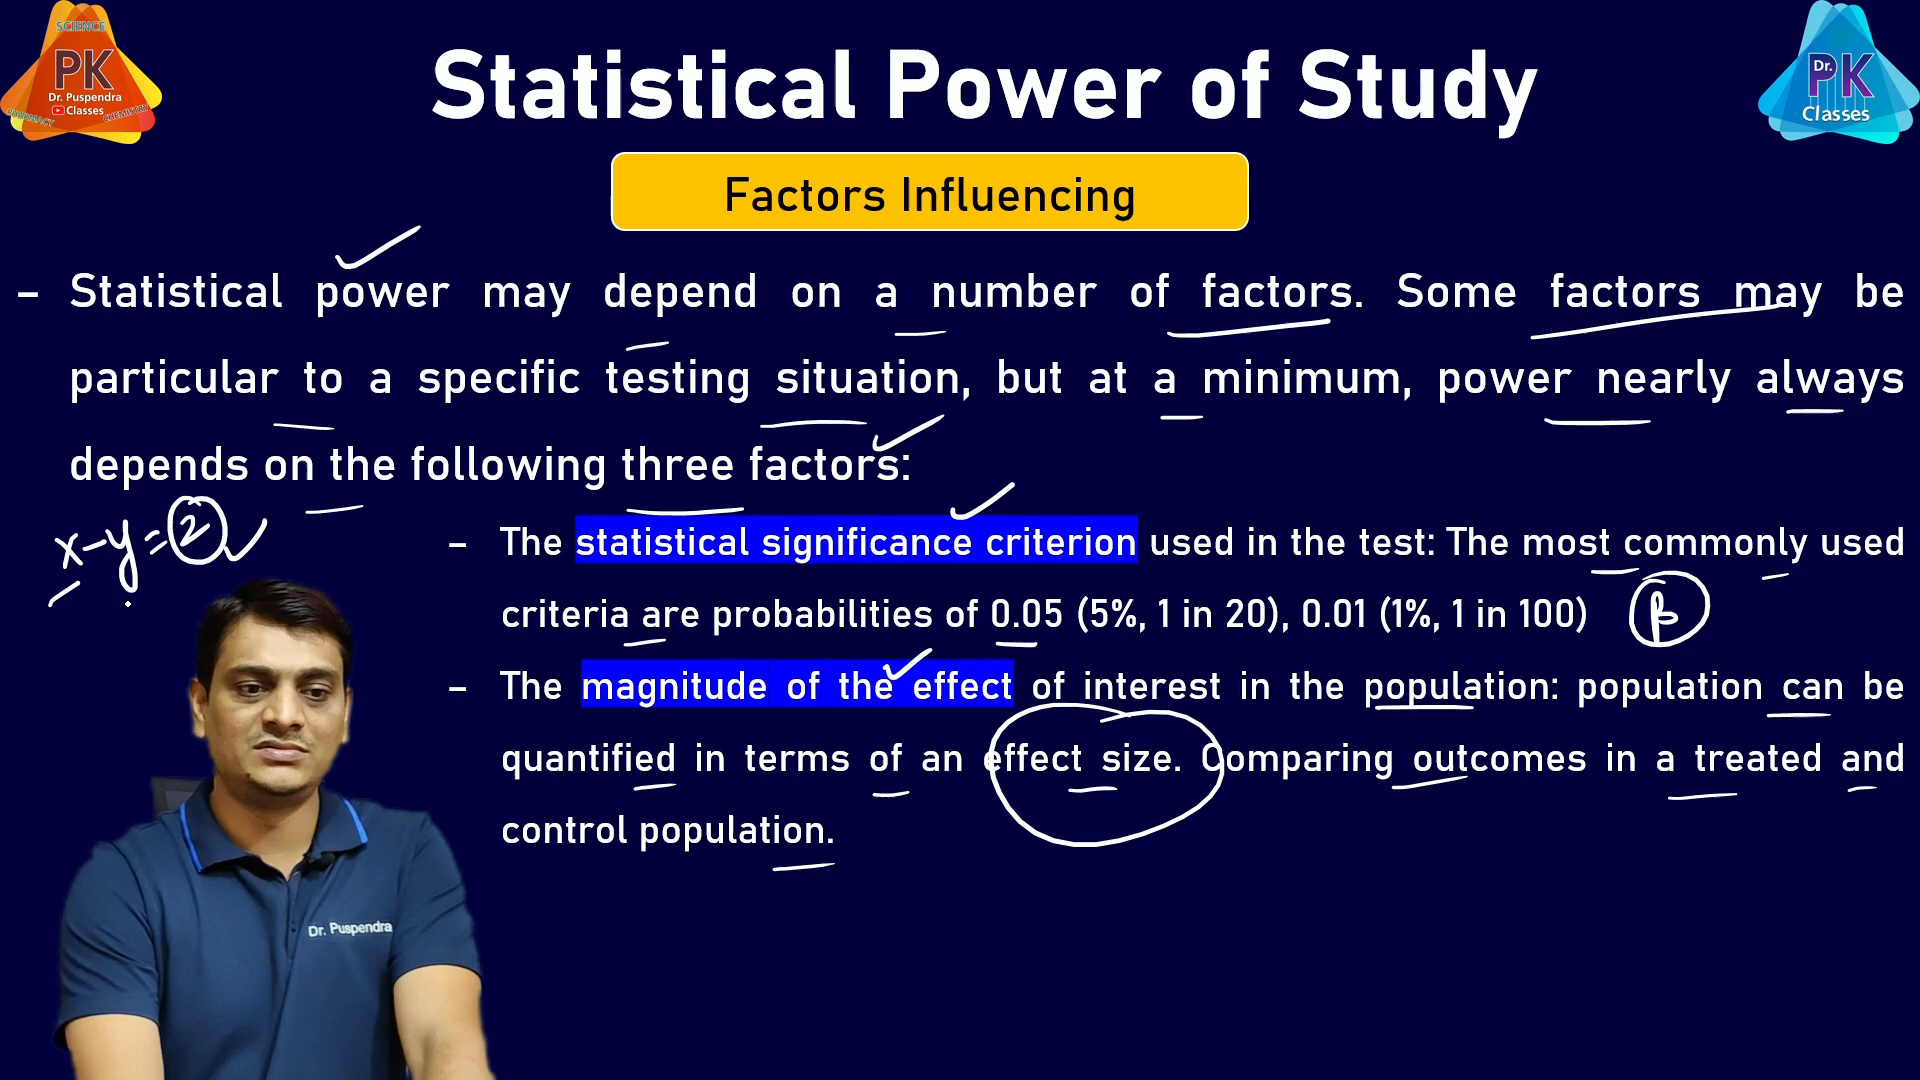 SCIENCE
PK
Dr. Puspendra
Classes
PHARMACY
CHEMISTRY
Statistical Power of Study
Dr.
PK
Classes
Factors Influencing
– Statistical power may depend on a number of factors. Some factors may be
particular to a specific testing situation, but at a minimum, power nearly always
depends on the following three factors:
x-y=2
– The statistical significance criterion used in the test: The most commonly used
criteria are probabilities of 0.05 (5%, 1 in 20), 0.01 (1%, 1 in 100)
β
– The magnitude of the effect of interest in the population: population can be
quantified in terms of an effect size. Comparing outcomes in a treated and
control population.
Dr. Puspendra